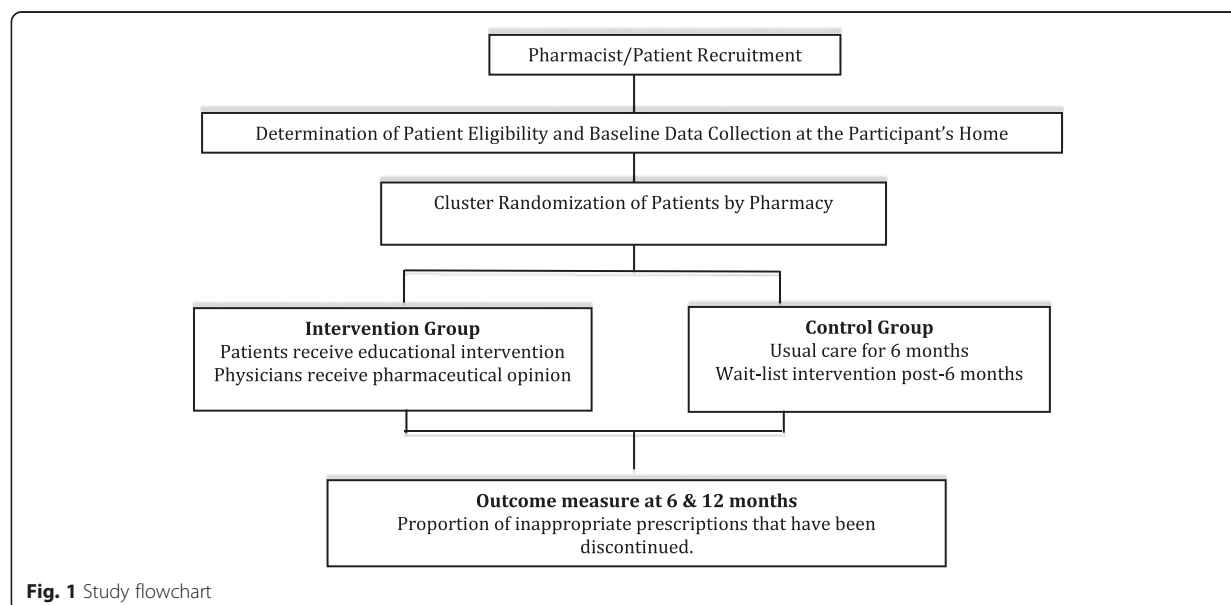 Pharmacist/Patient Recruitment
Determination of Patient Eligibility and Baseline Data Collection at the Participant's Home
Cluster Randomization of Patients by Pharmacy
Intervention Group
Patients receive educational intervention
Physicians receive pharmaceutical opinion
Control Group
Usual care for 6 months
Wait-list intervention post-6 months
Outcome measure at 6 & 12 months
Proportion of inappropriate prescriptions that have been
discontinued.
Fig. 1 Study flowchart